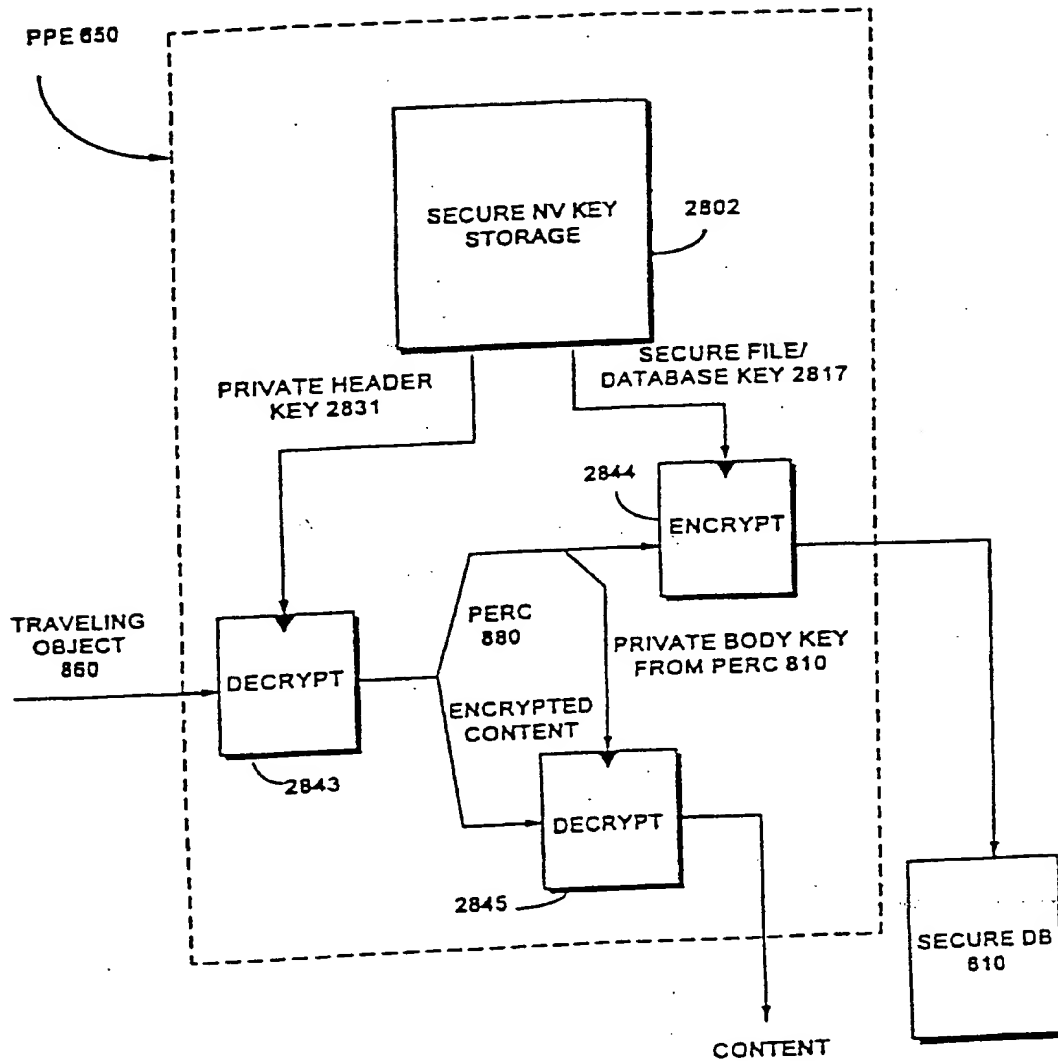 PPE 650
SECURE NV KEY
STORAGE
2802
PRIVATE HEADER
KEY 2831
SECURE FILE/
DATABASE KEY 2817
2844
ENCRYPT
TRAVELING
OBJECT
860
DECRYPT
2843
PERC
880
PRIVATE BODY KEY
FROM PERC 810
ENCRYPTED
CONTENT
DECRYPT
2845
SECURE DB
610
CONTENT